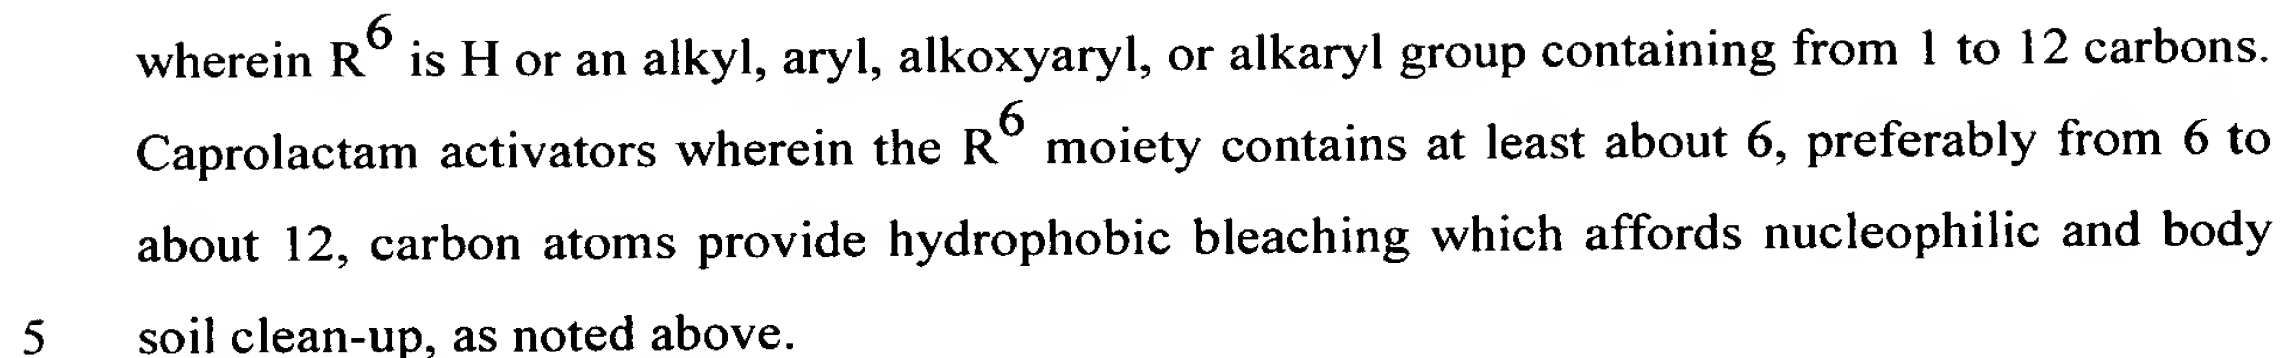 wherein R⁶ is H or an alkyl, aryl, alkoxyaryl, or alkaryl group containing from 1 to 12 carbons.
Caprolactam activators wherein the R⁶ moiety contains at least about 6, preferably from 6 to
about 12, carbon atoms provide hydrophobic bleaching which affords nucleophilic and body
5 soil clean-up, as noted above.